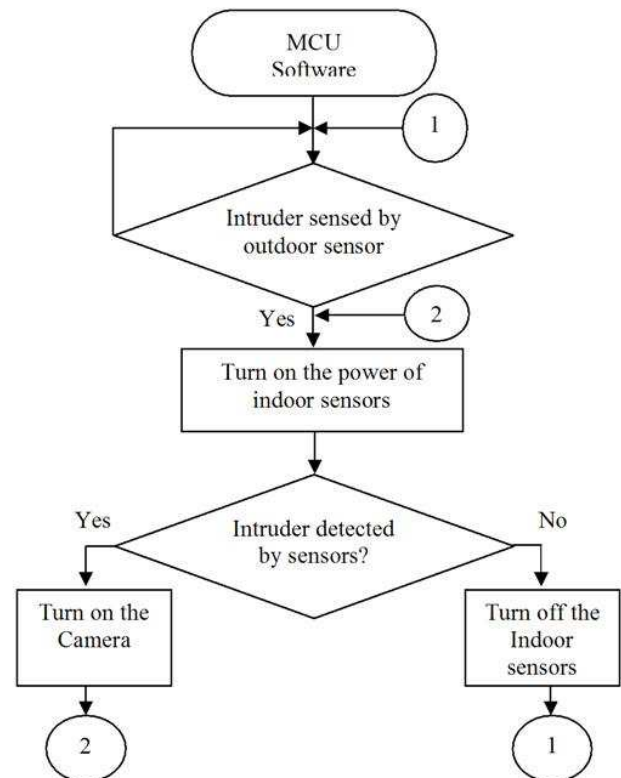 MCU
Software
1
Intruder sensed by
outdoor sensor
Yes
2
Turn on the power of
indoor sensors
Yes
Intruder detected
by sensors?
No
Turn on the
Camera
Turn off the
Indoor
sensors
2
1